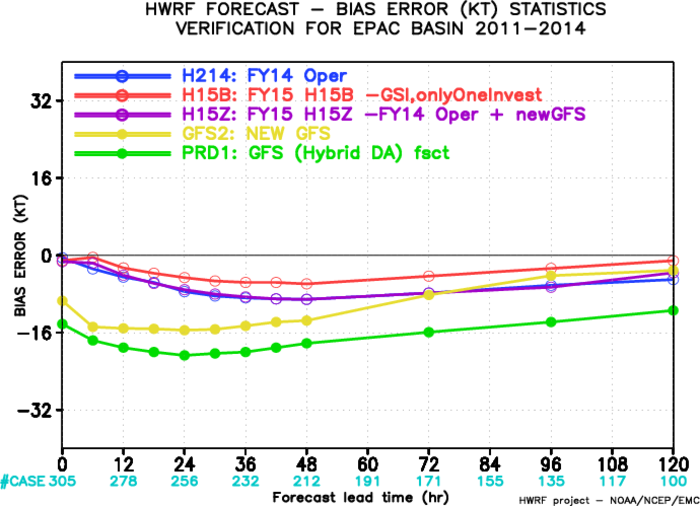 HWRF FORECAST – BIAS ERROR (KT) STATISTICS
VERIFICATION FOR EPAC BASIN 2011–2014
H214: FY14 Oper
H15B: FY15 H15B –GSI,onlyOneInvest
H15Z: FY15 H15Z –FY14 Oper + newGFS
GFS2: NEW GFS
PRD1: GFS (Hybrid DA) fsct
BIAS ERROR (KT)
32
16
0
–16
–32
0 12 24 36 48 60 72 84 96 108 120
#CASE 305 278 256 232 212 191 171 155 135 117 100
Forecast lead time (hr)
HWRF project – NOAA/NCEP/EMC